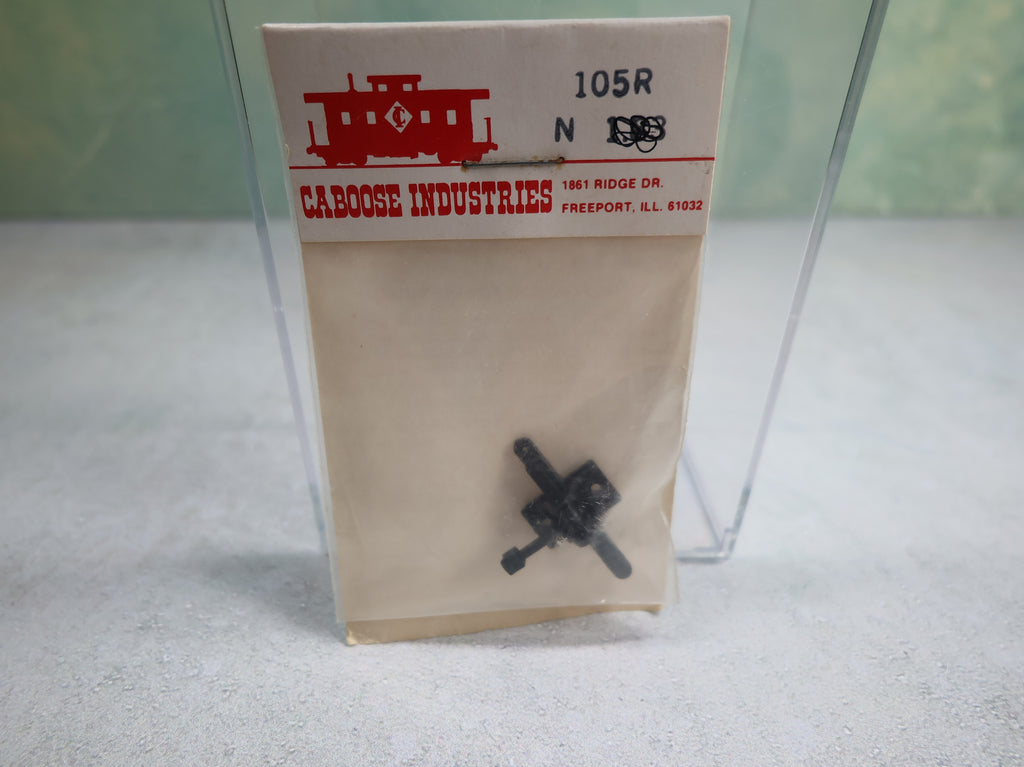 105R
N
CABOOSE INDUSTRIES
1861 RIDGE DR.
FREEPORT, ILL. 61032